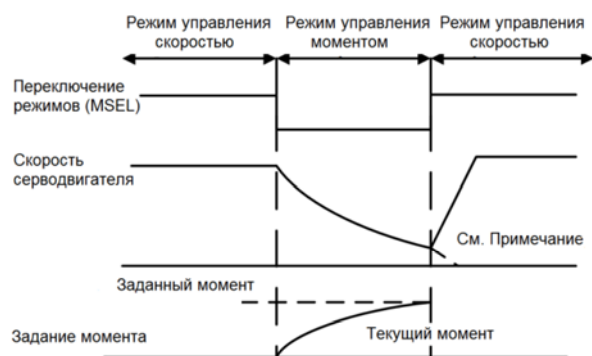 Режим управления Режим управления Режим управления
скоростью моментом скоростью
Переключение
режимов (MSEL)
Скорость
серводвигателя
См. Примечание
Заданный момент
Задание момента Текущий момент